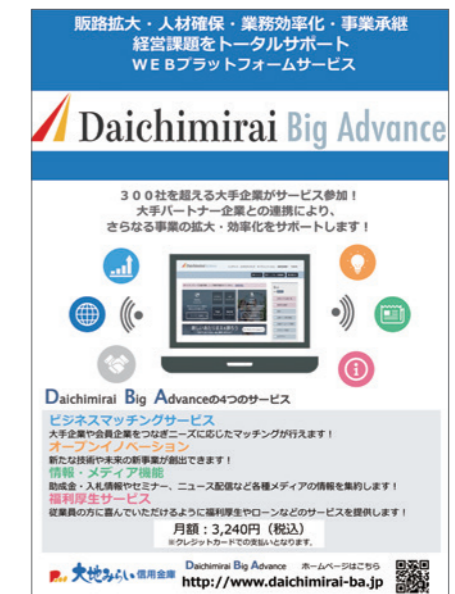 販路拡大・人材確保・業務効率化・事業承継
経営課題をトータルサポート
WEBプラットフォームサービス
Daichimirai Big Advance
300社を超える大手企業がサービス参加！
大手パートナー企業との連携により、
さらなる事業の拡大・効率化をサポートします！
Daichimirai Big Advanceの4つのサービス
ビジネスマッチングサービス
大手企業や会員企業をつなぎニーズに応じたマッチングが行えます！
オープンイノベーション
新たな技術や未来の新事業が創出できます！
情報・メディア機能
助成金・入札情報やセミナー、ニュース配信など各種メディアの情報を集約します！
福利厚生サービス
従業員の方に喜んでいただけるように福利厚生やローンなどのサービスを提供します！
月額：3,240円（税込）
※クレジットカードでの支払いとなります。
大地みらい信用金庫
Daichimirai Big Advance ホームページはこちら
http://www.daichimirai-ba.jp